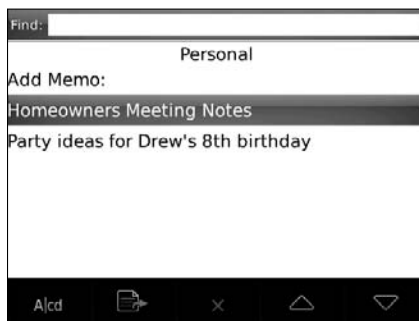 Find:
Personal
Add Memo:
Homeowners Meeting Notes
Party ideas for Drew's 8th birthday
A|cd